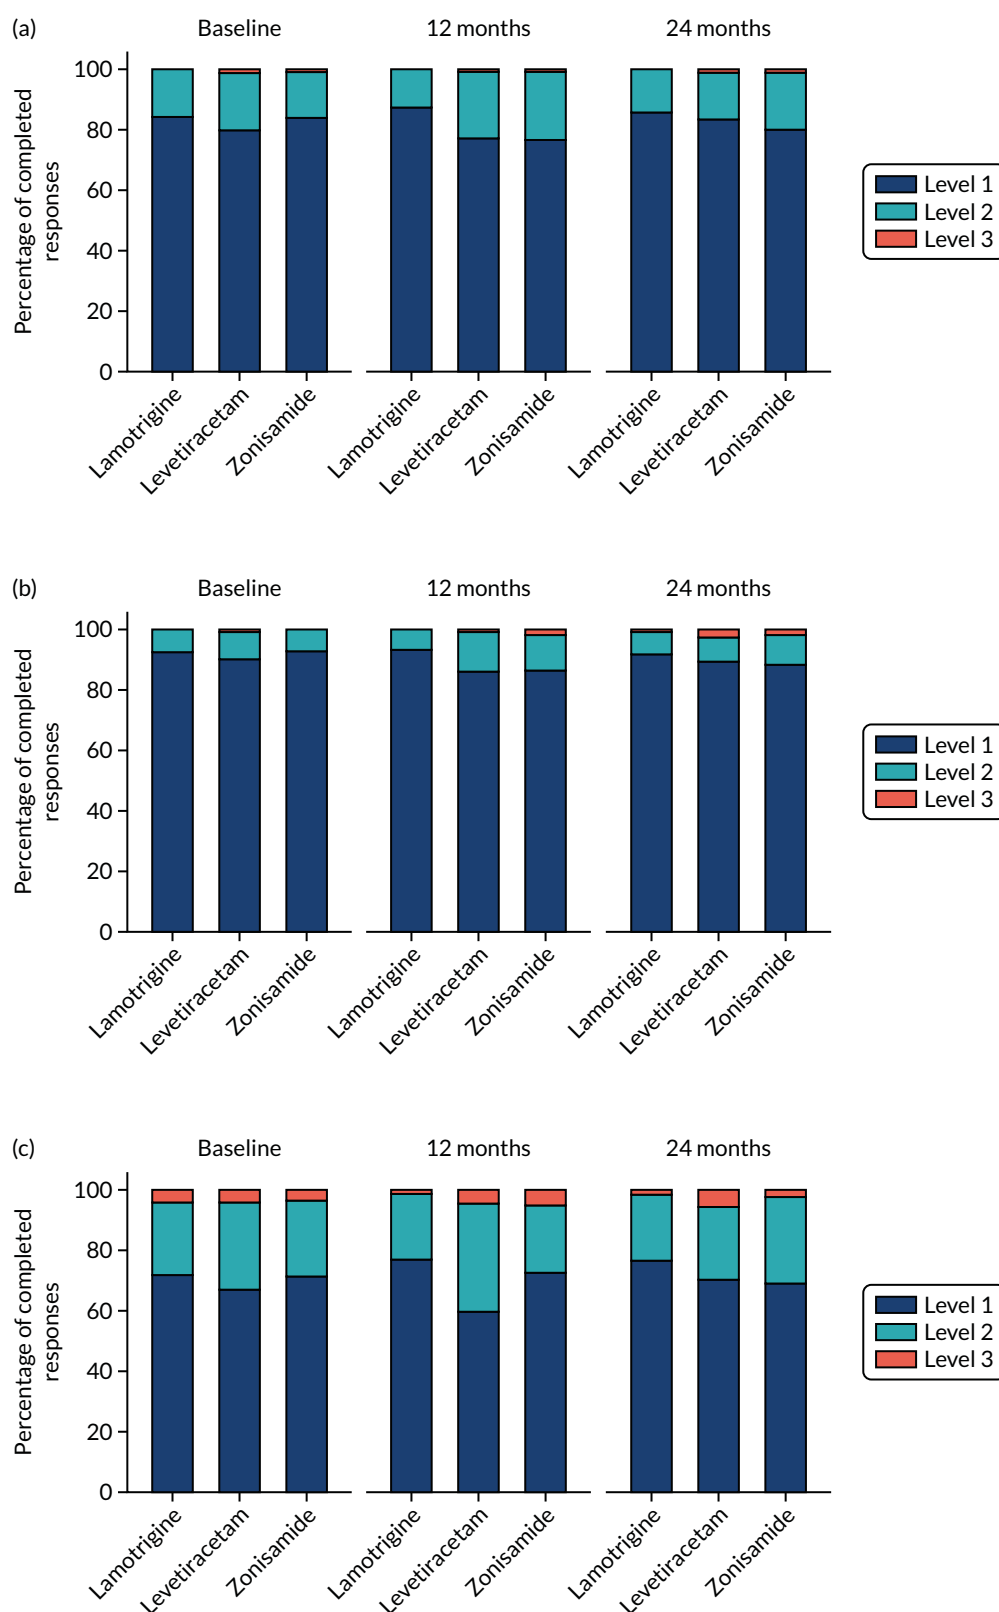 (a)
Baseline
12 months
24 months
Percentage of completed
responses
100
80
60
40
20
0
Lamotrigine
Levetiracetam
Zonisamide
Lamotrigine
Levetiracetam
Zonisamide
Lamotrigine
Levetiracetam
Zonisamide
Level 1
Level 2
Level 3
(b)
Baseline
12 months
24 months
Percentage of completed
responses
100
80
60
40
20
0
Lamotrigine
Levetiracetam
Zonisamide
Lamotrigine
Levetiracetam
Zonisamide
Lamotrigine
Levetiracetam
Zonisamide
Level 1
Level 2
Level 3
(c)
Baseline
12 months
24 months
Percentage of completed
responses
100
80
60
40
20
0
Lamotrigine
Levetiracetam
Zonisamide
Lamotrigine
Levetiracetam
Zonisamide
Lamotrigine
Levetiracetam
Zonisamide
Level 1
Level 2
Level 3